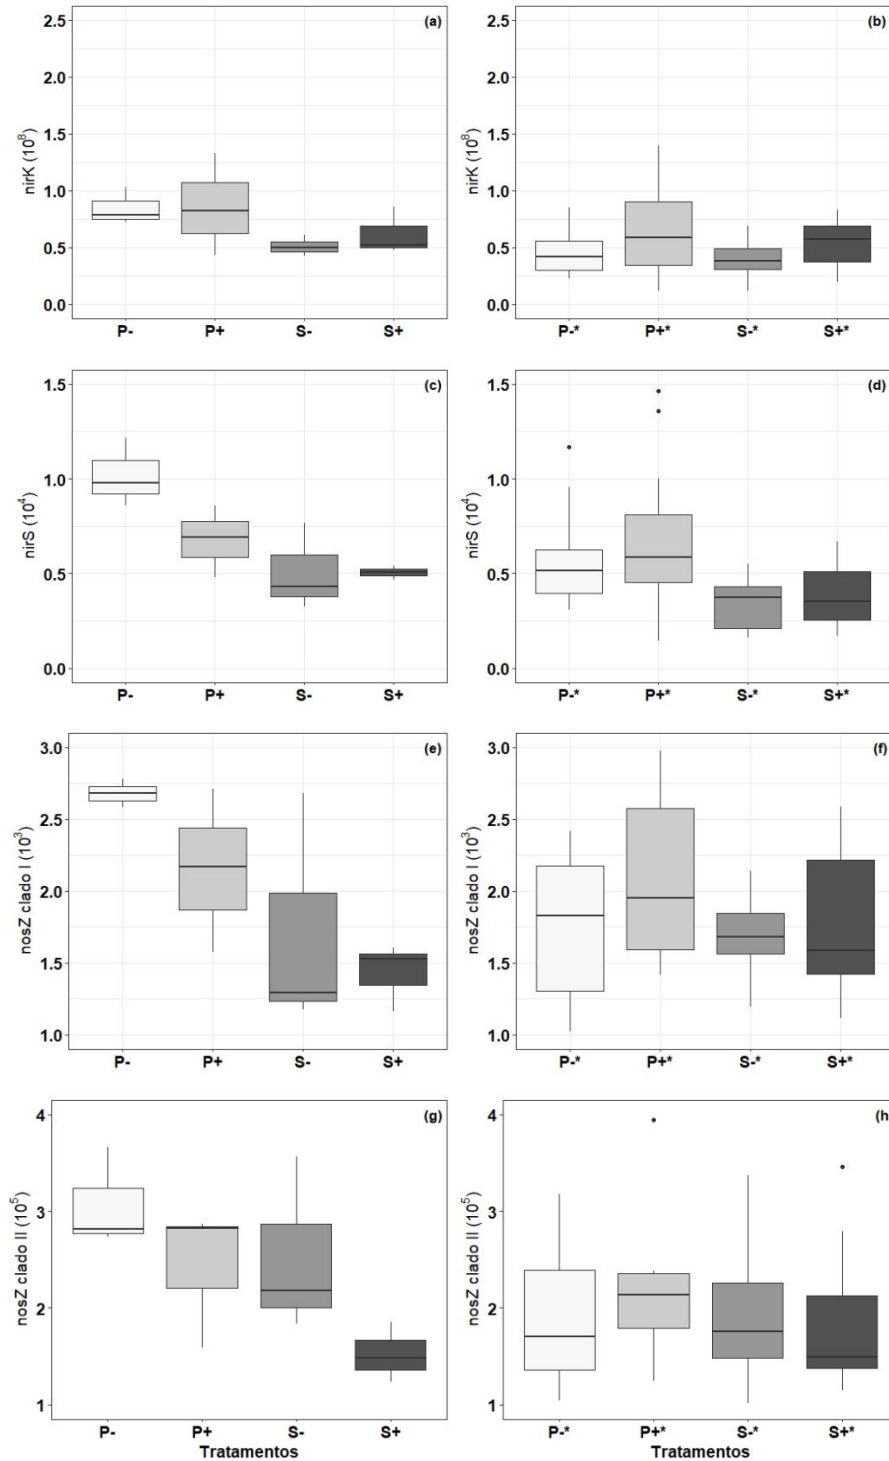 (a)
nirK (10⁸)
2.5
2.0
1.5
1.0
0.5
0.0
P- P+ S- S+
(b)
nirK (10⁸)
2.5
2.0
1.5
1.0
0.5
0.0
P-* P+* S-* S+*
(c)
nirS (10⁴)
1.5
1.0
0.5
0.0
P- P+ S- S+
(d)
nirS (10⁴)
1.5
1.0
0.5
0.0
P-* P+* S-* S+*
(e)
nosZ clado I (10³)
3.0
2.5
2.0
1.5
1.0
P- P+ S- S+
(f)
nosZ clado I (10³)
3.0
2.5
2.0
1.5
1.0
P-* P+* S-* S+*
(g)
nosZ clado II (10⁵)
4
3
2
1
P- P+ S- S+
Tratamentos
(h
nosZ clado II (10⁵)
4
3
2
1
P-* P+* S-* S+*
Tratamentos